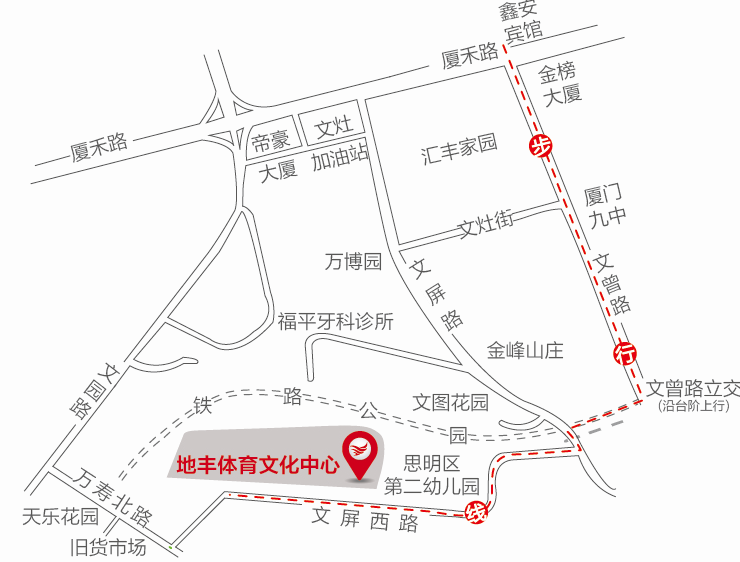 鑫安
宾馆
厦禾路
金榜
大厦
厦禾路
帝豪
大厦
文灶
加油站
汇丰家园
步
厦门
九中
文灶街
万博园
文屏路
文曾路
福平牙科诊所
金峰山庄
行
文园路
文曾路立交
(沿台阶上行)
铁路公园
文图花园
地丰体育文化中心
思明区
第二幼儿园
万寿北路
天乐花园
旧货市场
文屏西路
线